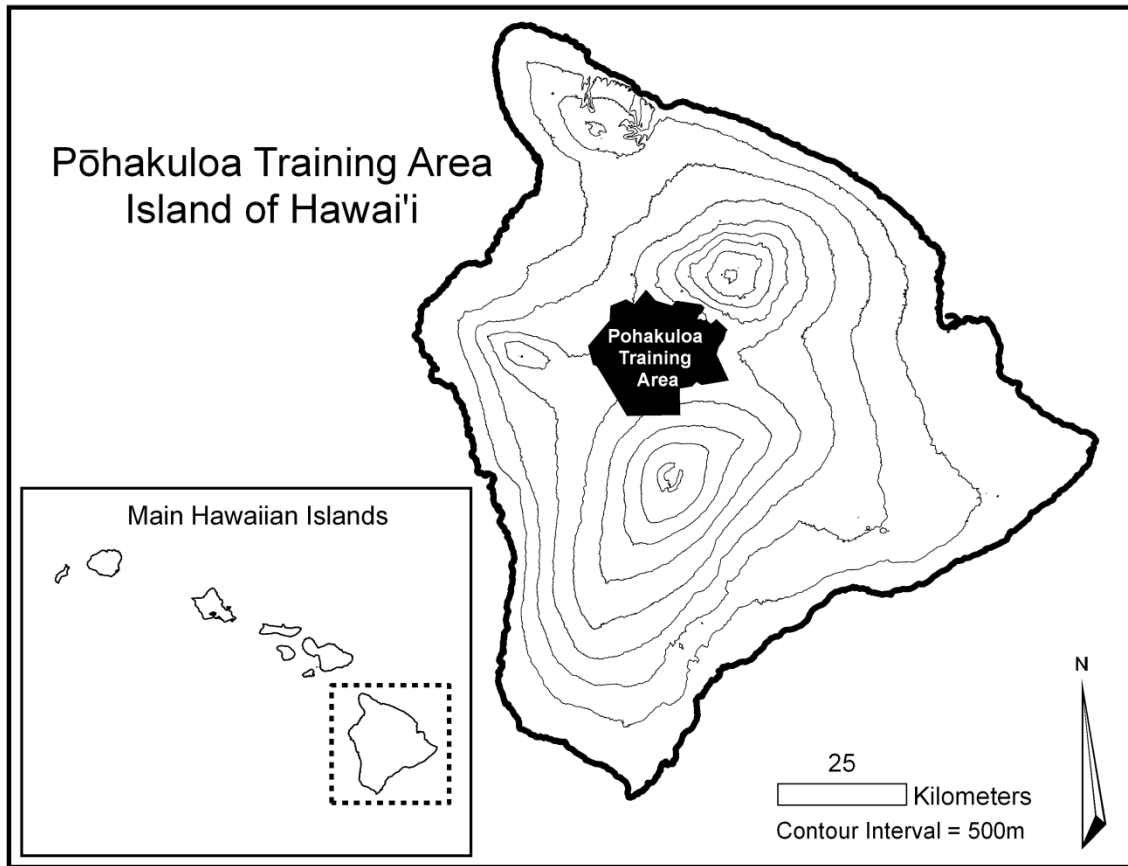 Pōhakuloa Training Area
Island of Hawai'i
Pohakuloa
Training
Area
Main Hawaiian Islands
N
25
Kilometers
Contour Interval = 500m